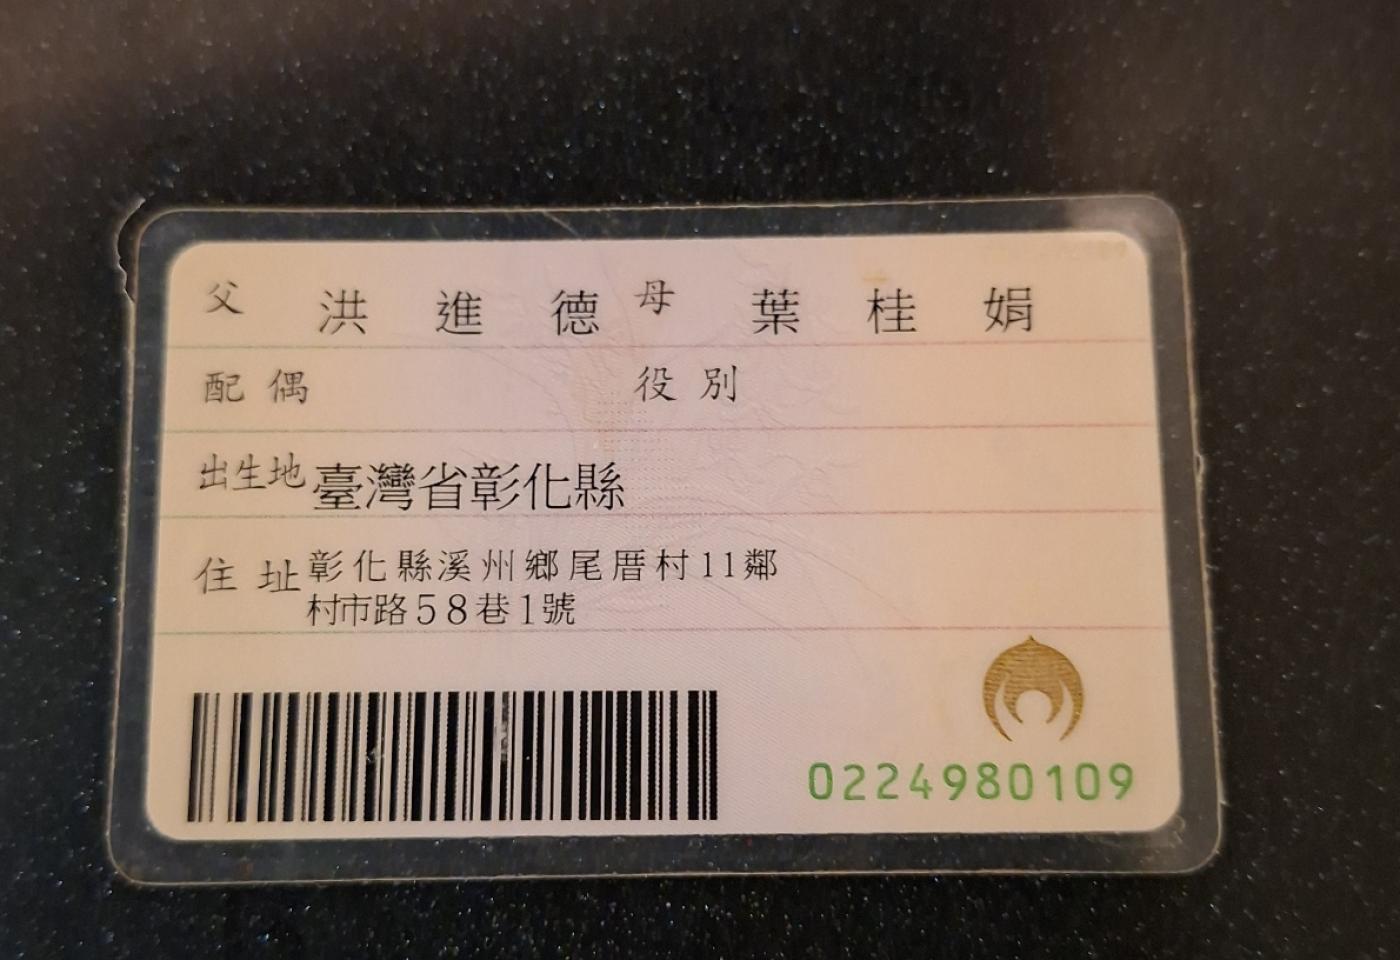 父 洪進德 母 葉桂娟
配偶 役別
出生地 臺灣省彰化縣
住址 彰化縣溪州鄉尾厝村11鄰
村市路58巷1號
0224980109